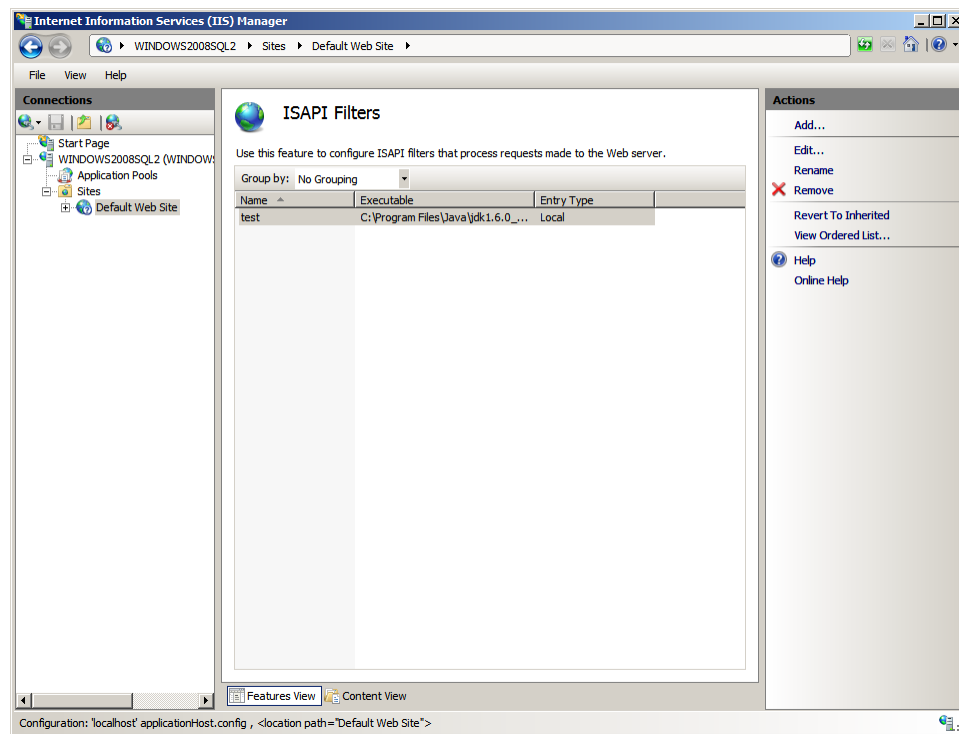 Internet Information Services (IIS) Manager
WINDOWS2008SQL2 Sites Default Web Site
File View Help
Connections
Start Page
WINDOWS2008SQL2 (WINDOW
Application Pools
Sites
Default Web Site
ISAPI Filters
Use this feature to configure ISAPI filters that process requests made to the Web server.
Group by: No Grouping
Name Executable Entry Type
test C:\Program Files\Java\jdk1.6.0_... Local
Features View Content View
Actions
Add...
Edit...
Rename
Remove
Revert To Inherited
View Ordered List...
Help
Online Help
Configuration: 'localhost' applicationHost.config , <location path="Default Web Site">